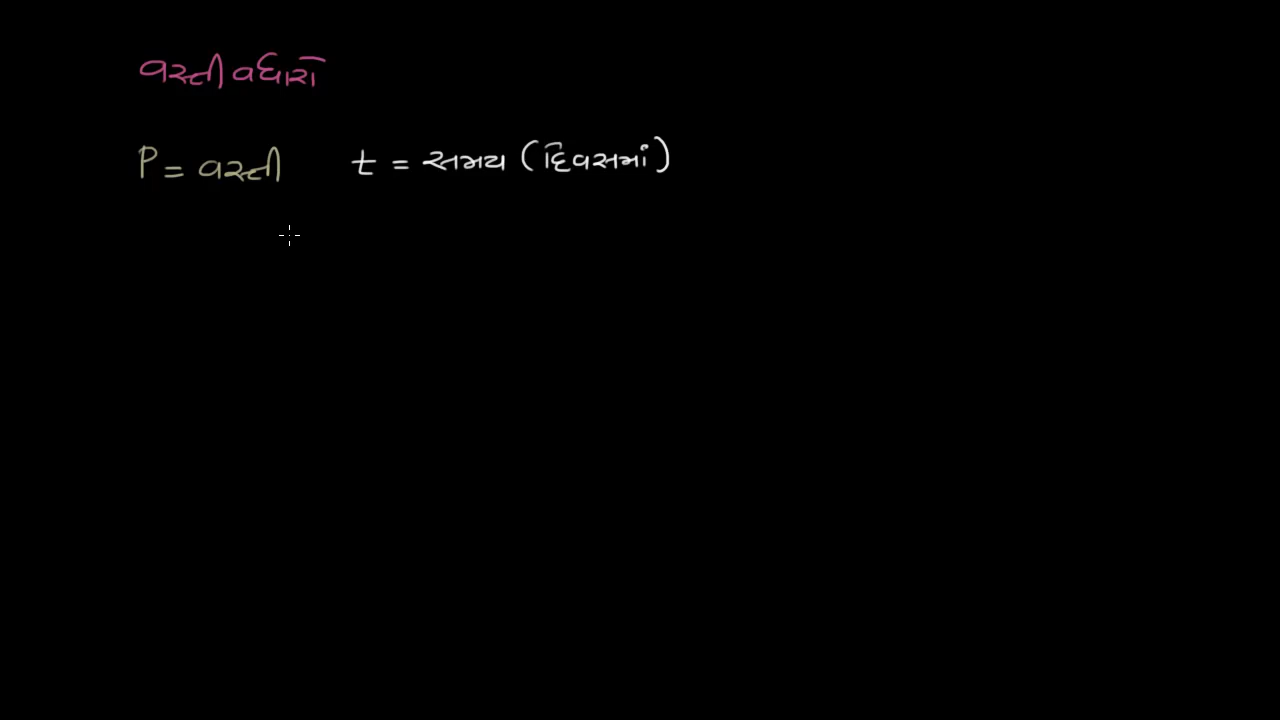 વસ્તી વધારો
P = વસ્તી t = સમય (દિવસમાં)